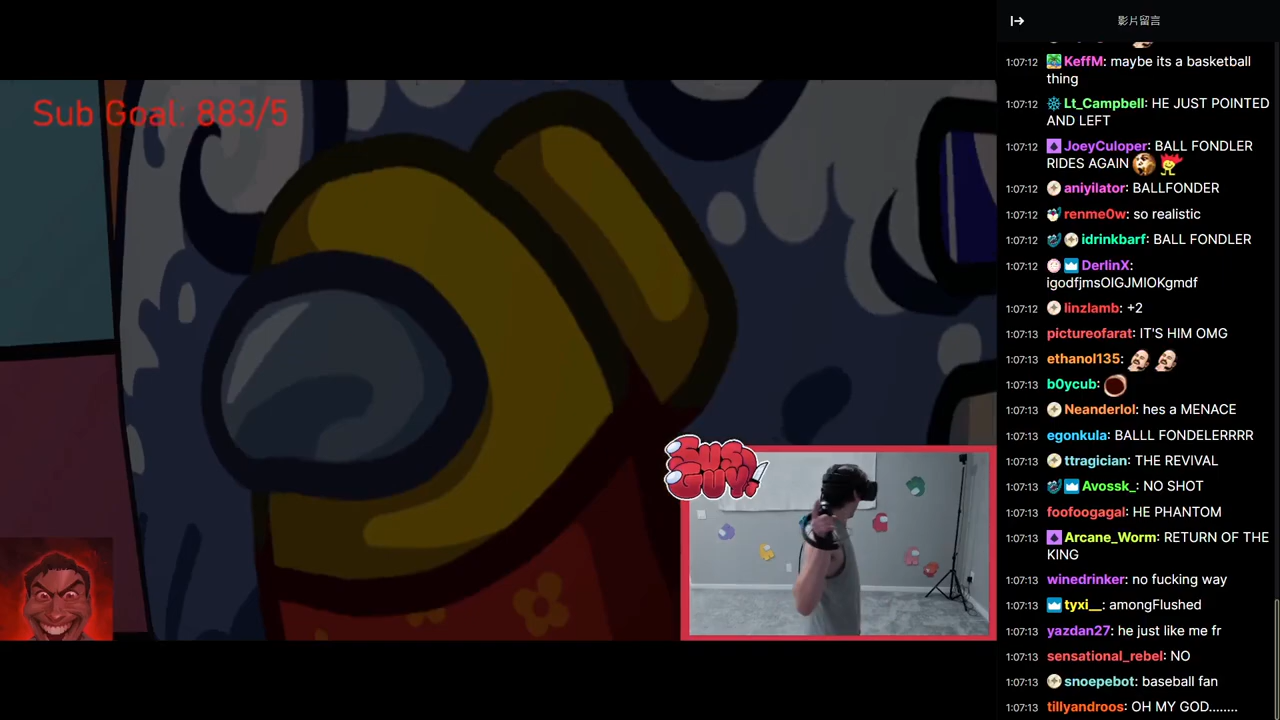 Sub Goal: 883/5
SUS
GUY
影片留言
1:07:12 KeffM: maybe its a basketball
thing
1:07:12 Lt_Campbell: HE JUST POINTED
AND LEFT
1:07:12 JoeyCuloper: BALL FONDLER
RIDES AGAIN
1:07:12 aniyilator: BALLFONDER
1:07:12 renme0w: so realistic
1:07:12 idrinkbarf: BALL FONDLER
1:07:12 DerlinX:
igodfjmsOIGJMIOKgmdf
1:07:12 linzlamb: +2
1:07:13 pictureofarat: IT'S HIM OMG
1:07:13 ethanol135:
1:07:13 b0ycub:
1:07:13 Neanderlol: hes a MENACE
1:07:13 egonkula: BALLL FONDELERRRR
1:07:13 ttragician: THE REVIVAL
1:07:13 Avossk_: NO SHOT
1:07:13 foofoogagal: HE PHANTOM
1:07:13 Arcane_Worm: RETURN OF THE
KING
1:07:13 winedrinker: no fucking way
1:07:13 tyxi__: amongFlushed
1:07:13 yazdan27: he just like me fr
1:07:13 sensational_rebel: NO
1:07:13 snoepebot: baseball fan
1:07:13 tillyandroos: OH MY GOD........